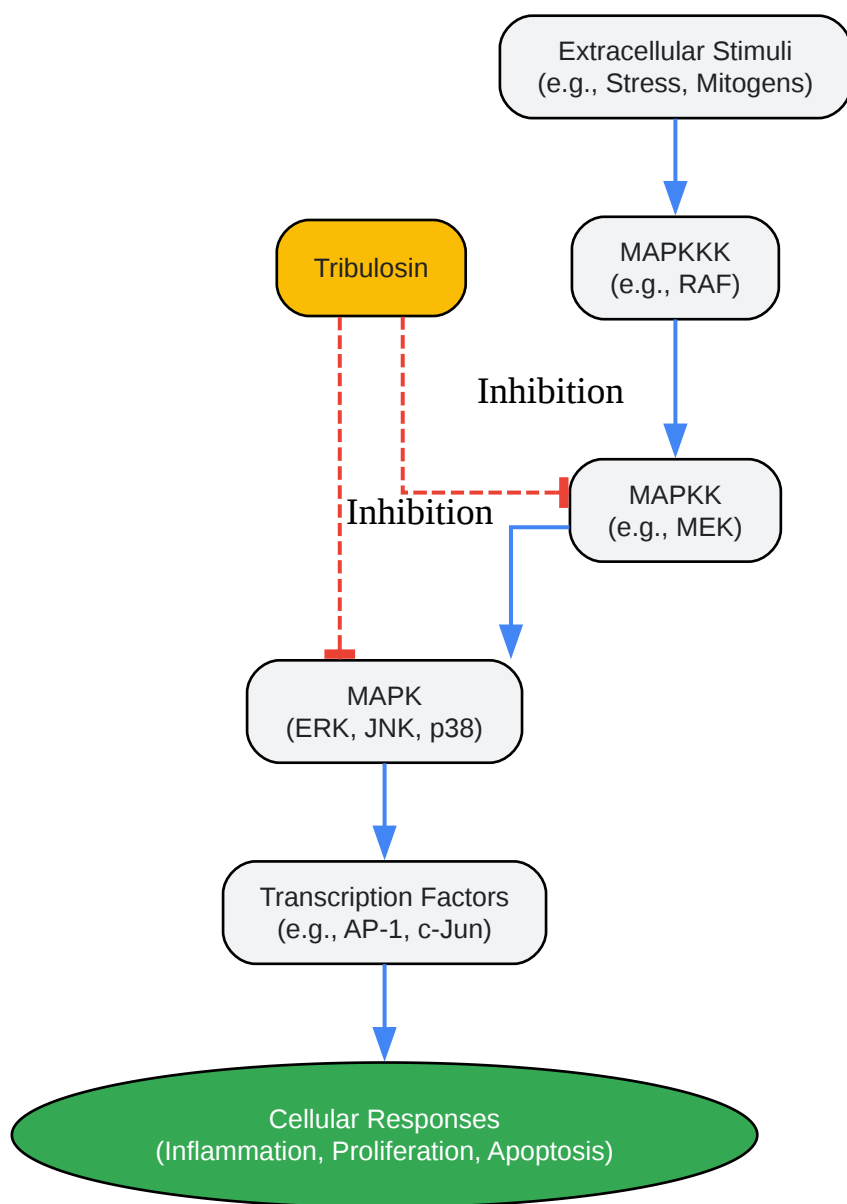 Extracellular Stimuli
(e.g., Stress, Mitogens)
MAPKKK
(e.g., RAF)
Tribulosin
Inhibition
MAPKK
(e.g., MEK)
Inhibition
MAPK
(ERK, JNK, p38)
Transcription Factors
(e.g., AP-1, c-Jun)
Cellular Responses
(Inflammation, Proliferation, Apoptosis)